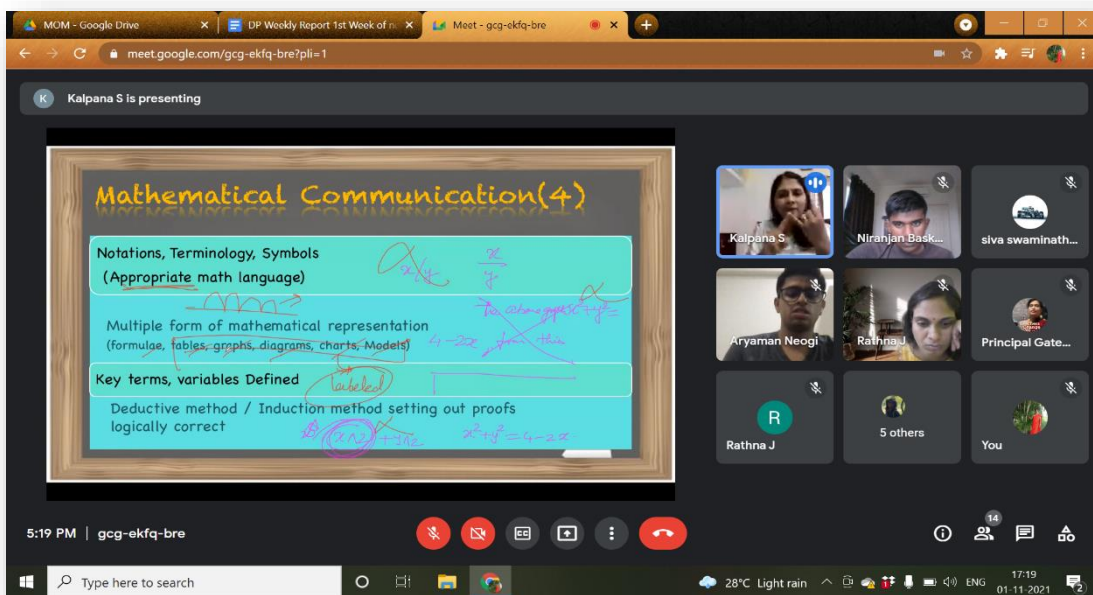 MOM - Google Drive
DP Weekly Report 1st Week of n
Meet - gcg-ekfq-bre
meet.google.com/gcg-ekfq-bre?pli=1
K Kalpana S is presenting
Mathematical Communication(4)
Notations, Terminology, Symbols
(Appropriate math language)
x/y
x
y
Multiple form of mathematical representation
(formulae, tables, graphs, diagrams, charts, Models)
4-2x
Key terms, variables Defined
labeled
Deductive method / Induction method setting out proofs
logically correct
x^2 + y^2
x²+y²=4-2x
Kalpana S
Niranjan Bask...
siva swaminath...
Aryaman Neogi
Rathna J
Principal Gate...
R
Rathna J
5 others
You
5:19 PM | gcg-ekfq-bre
CC
14
Type here to search
28°C Light rain
ENG
17:19
01-11-2021
2